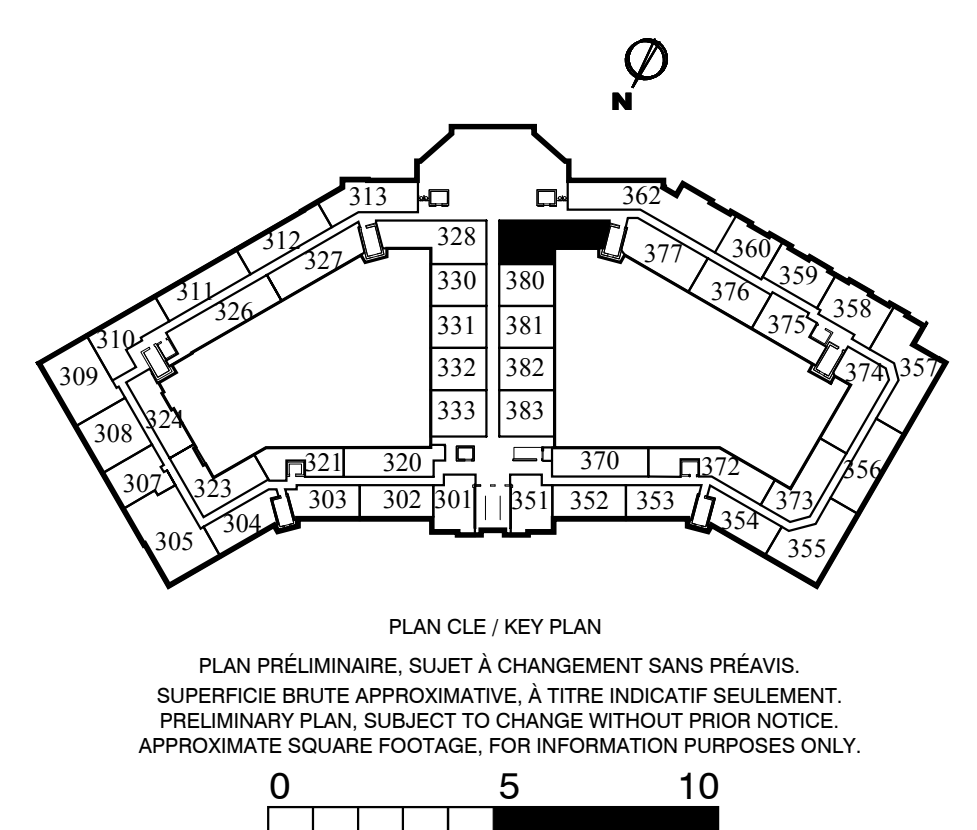 N
313 362
312 328 360
327 377
330 380 359
311 376
326 358
331 381 375
310
309 332 382 374 357
333 383
324
308
321 320 370 372 356
307 323 373
303 302 301 351 352 353
304 354
305 355
PLAN CLE / KEY PLAN
PLAN PRÉLIMINAIRE, SUJET À CHANGEMENT SANS PRÉAVIS.
SUPERFICIE BRUTE APPROXIMATIVE, À TITRE INDICATIF SEULEMENT.
PRELIMINARY PLAN, SUBJECT TO CHANGE WITHOUT PRIOR NOTICE.
APPROXIMATE SQUARE FOOTAGE, FOR INFORMATION PURPOSES ONLY.
0 5 10